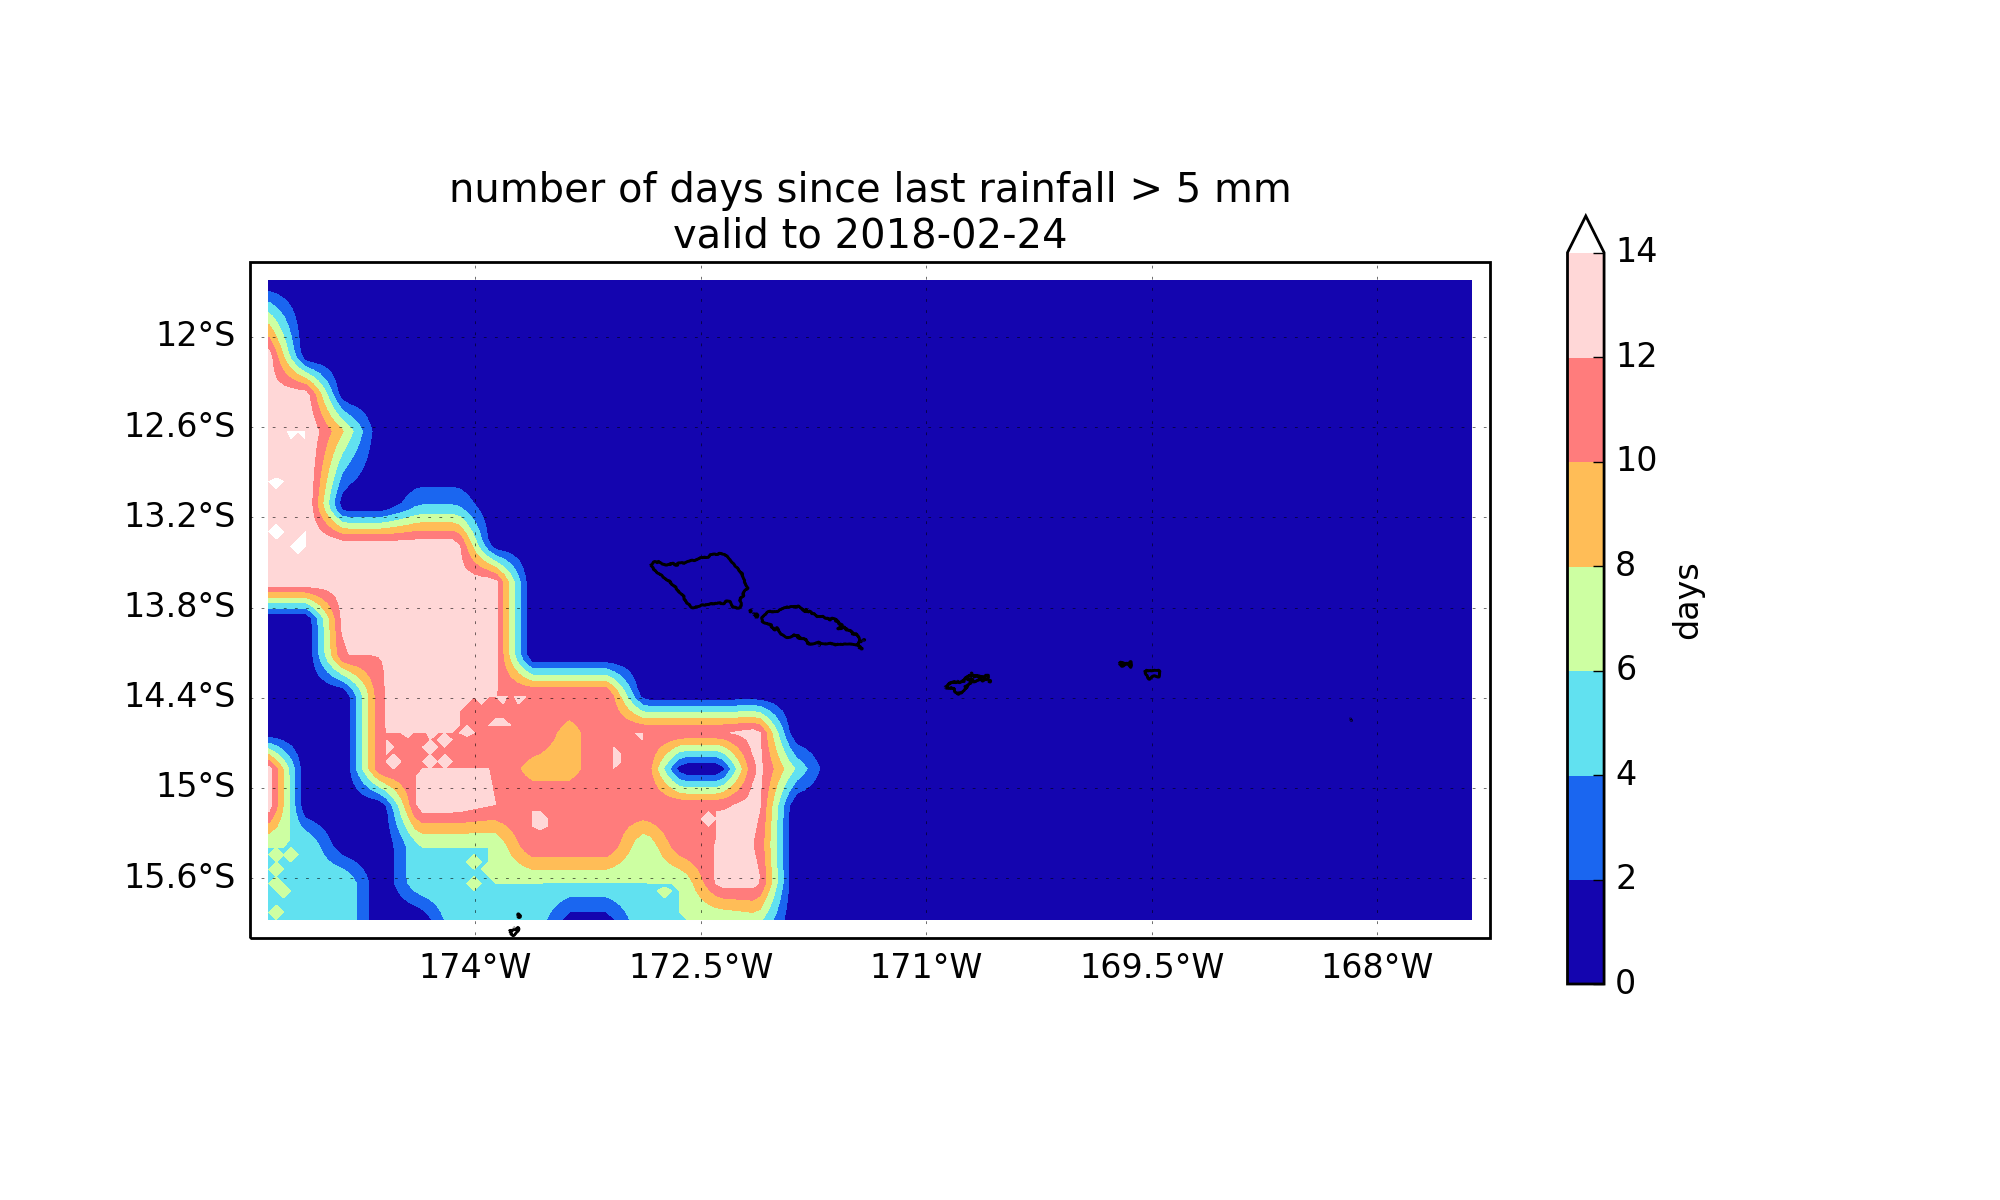 number of days since last rainfall > 5 mm
valid to 2018-02-24
12°S
12.6°S
13.2°S
13.8°S
14.4°S
15°S
15.6°S
174°W
172.5°W
171°W
169.5°W
168°W
14
12
10
8
6
4
2
0
days